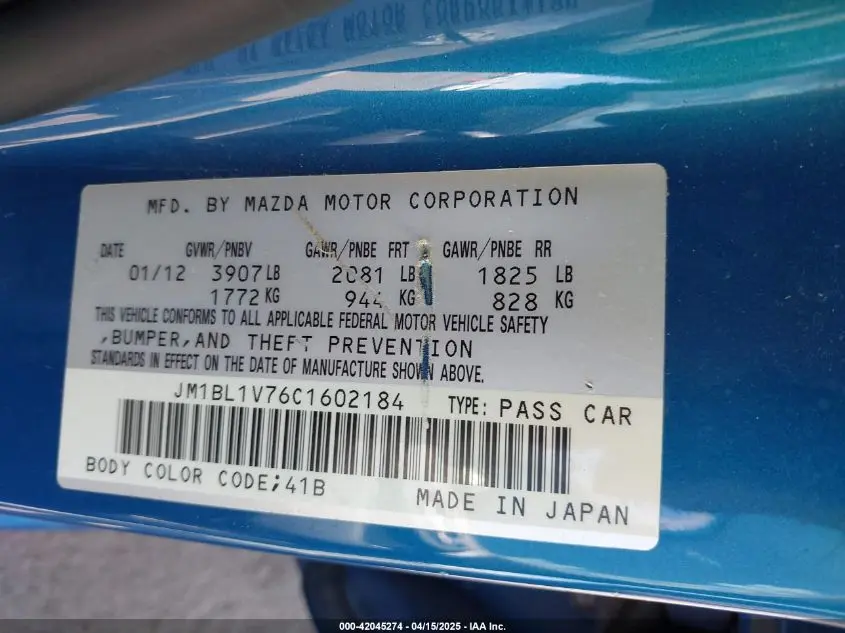 MFD. BY MAZDA MOTOR CORPORATION
DATE GVWR/PNBV GAWR/PNBE FRT GAWR/PNBE RR
01/12 3907 LB 2081 LB 1825 LB
1772 KG 944 KG 828 KG
THIS VEHICLE CONFORMS TO ALL APPLICABLE FEDERAL MOTOR VEHICLE SAFETY
,BUMPER,AND THEFT PREVENTION
STANDARDS IN EFFECT ON THE DATE OF MANUFACTURE SHOWN ABOVE.
JM1BL1V76C1602184 TYPE: PASS CAR
BODY COLOR CODE;41B
MADE IN JAPAN
000-42045274 - 04/15/2025 - IAA Inc.